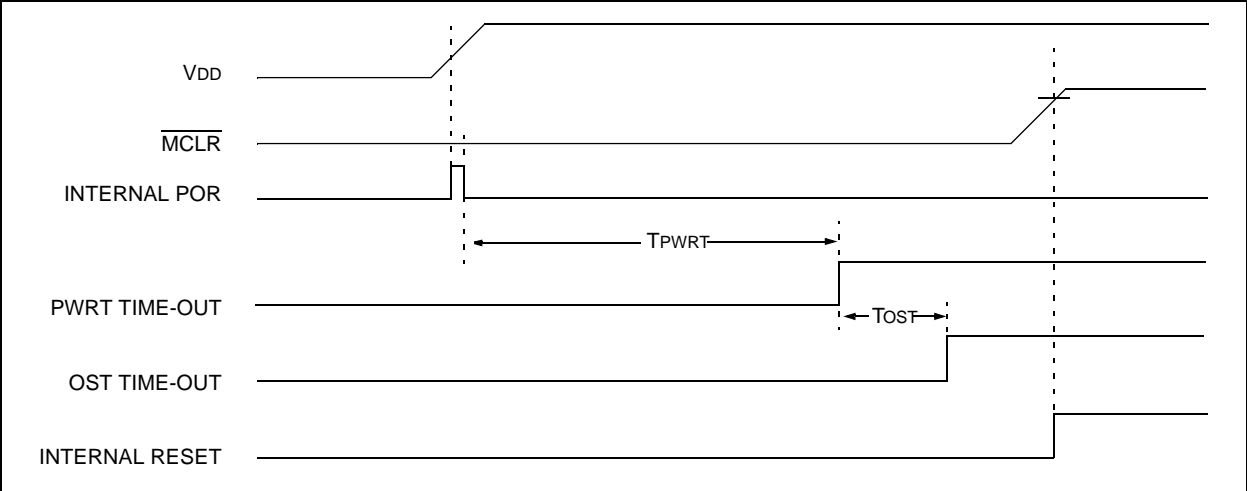 VDD
MCLR
INTERNAL POR
TPWRT
PWRT TIME-OUT
TOST
OST TIME-OUT
INTERNAL RESET